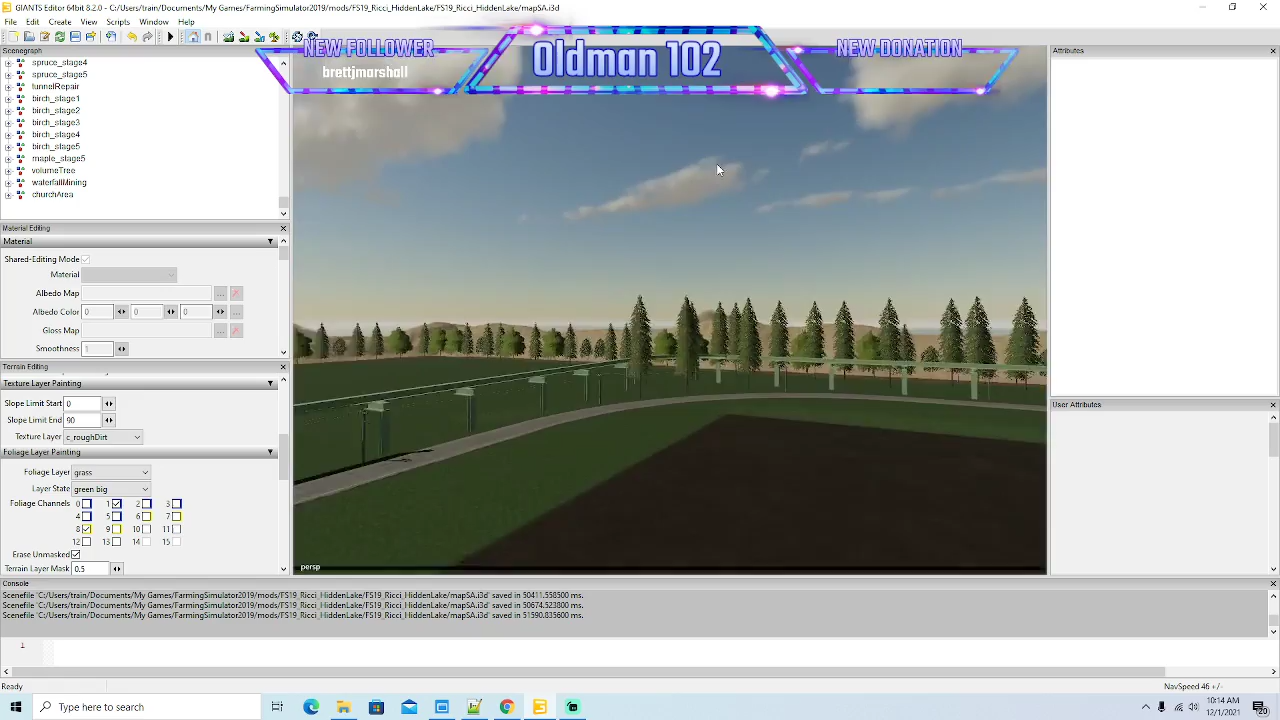 GIANTS Editor 64bit 8.2.0 - C:/Users/train/Documents/My Games/FarmingSimulator2019/mods/FS19_Ricci_HiddenLake/FS19_Ricci_HiddenLake/mapSA.i3d
File Edit Create View Script Window Help
NEW FOLLOWER
brettjmarshall
Oldman 102
NEW DONATION
Scenegraph
spruce_stage4
spruce_stage5
tunnelRamp
birch_stage1
birch_stage3
birch_stage4
birch_stage5
maple_stage5
volumeTree
waterfallMining
churchArea
Material Editing
Material
Shared-Editing Mode
Material
Albedo Map
...
Albedo Color 0 0 0 ...
Gloss Map
...
Smoothness 1
Terrain Editing
Texture Layer Painting
Slope Limit Start 0
Slope Limit End 90
Texture Layer c_roughDirt
Foliage Layer Painting
Foliage Layer grass
Layer State green big
Foliage Channels 0 1 2 3
4 5 6 7
8 9 10 11
12 13 14 15
Erase Unmasked
Terrain Layer Mask 0.5
persp
Attributes
User Attributes
Console
Scenefile 'C:/Users/train/Documents/My Games/FarmingSimulator2019/mods/FS19_Ricci_HiddenLake/FS19_Ricci_HiddenLake/mapSA.i3d' saved in 50411.558500 ms.
Scenefile 'C:/Users/train/Documents/My Games/FarmingSimulator2019/mods/FS19_Ricci_HiddenLake/FS19_Ricci_HiddenLake/mapSA.i3d' saved in 50674.523800 ms.
Scenefile 'C:/Users/train/Documents/My Games/FarmingSimulator2019/mods/FS19_Ricci_HiddenLake/FS19_Ricci_HiddenLake/mapSA.i3d' saved in 51590.835600 ms.
1
Ready
NavSpeed 46 +/-
Type here to search
10:14 AM
12/1/2021
20